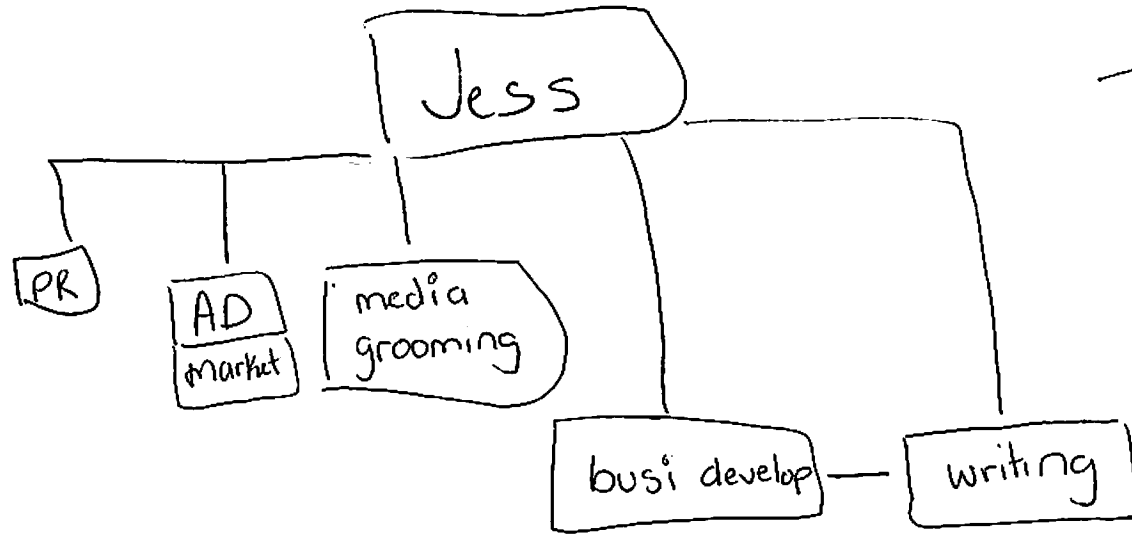 Jess
PR
AD
market
media
grooming
busi develop
writing